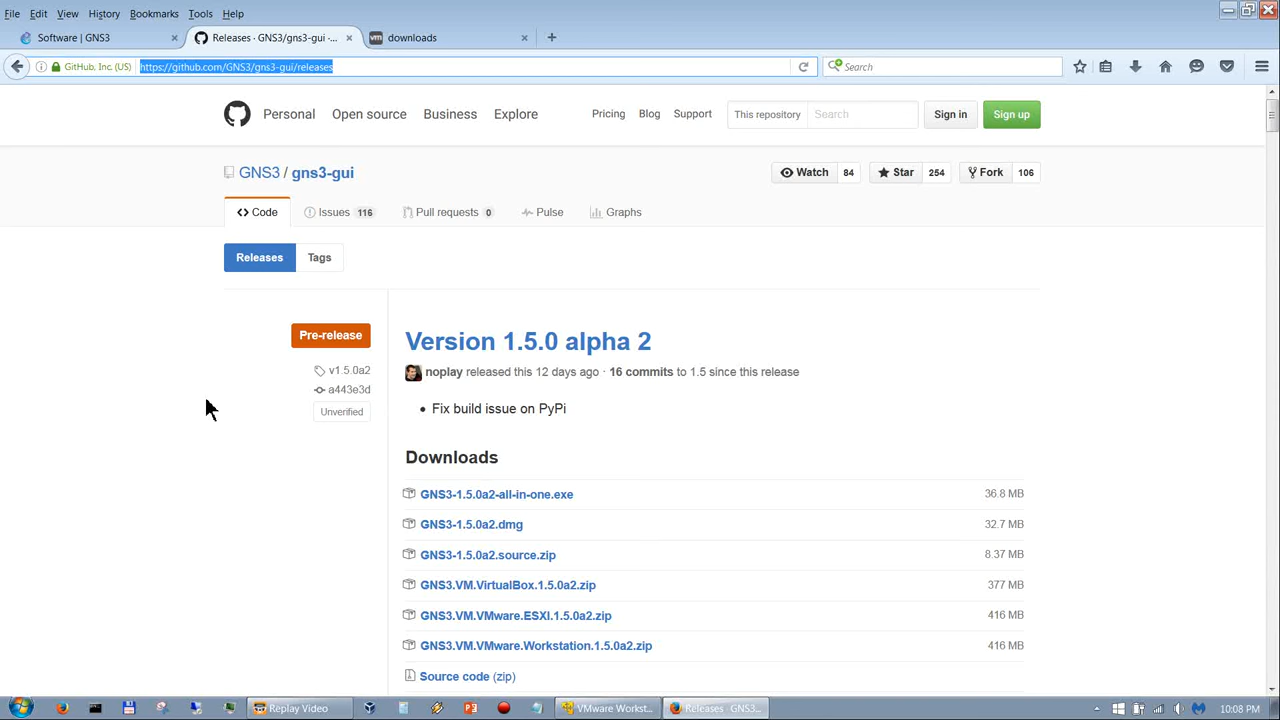 File Edit View History Bookmarks Tools Help
Software | GNS3 × Releases · GNS3/gns3-gui ·... × vm downloads × +
GitHub, Inc. (US) https://github.com/GNS3/gns3-gui/releases Search
Personal Open source Business Explore Pricing Blog Support This repository Search Sign in Sign up
GNS3 / gns3-gui Watch 84 Star 254 Fork 106
<> Code Issues 116 Pull requests 0 Pulse Graphs
Releases Tags
Pre-release
v1.5.0a2
a443e3d
Unverified
Version 1.5.0 alpha 2
noplay released this 12 days ago · 16 commits to 1.5 since this release
• Fix build issue on PyPi
Downloads
GNS3-1.5.0a2-all-in-one.exe 36.8 MB
GNS3-1.5.0a2.dmg 32.7 MB
GNS3-1.5.0a2.source.zip 8.37 MB
GNS3.VM.VirtualBox.1.5.0a2.zip 377 MB
GNS3.VM.VMware.ESXI.1.5.0a2.zip 416 MB
GNS3.VM.VMware.Workstation.1.5.0a2.zip 416 MB
Source code (zip)
Replay Video VMware Workst... Releases · GNS3... 10:08 PM